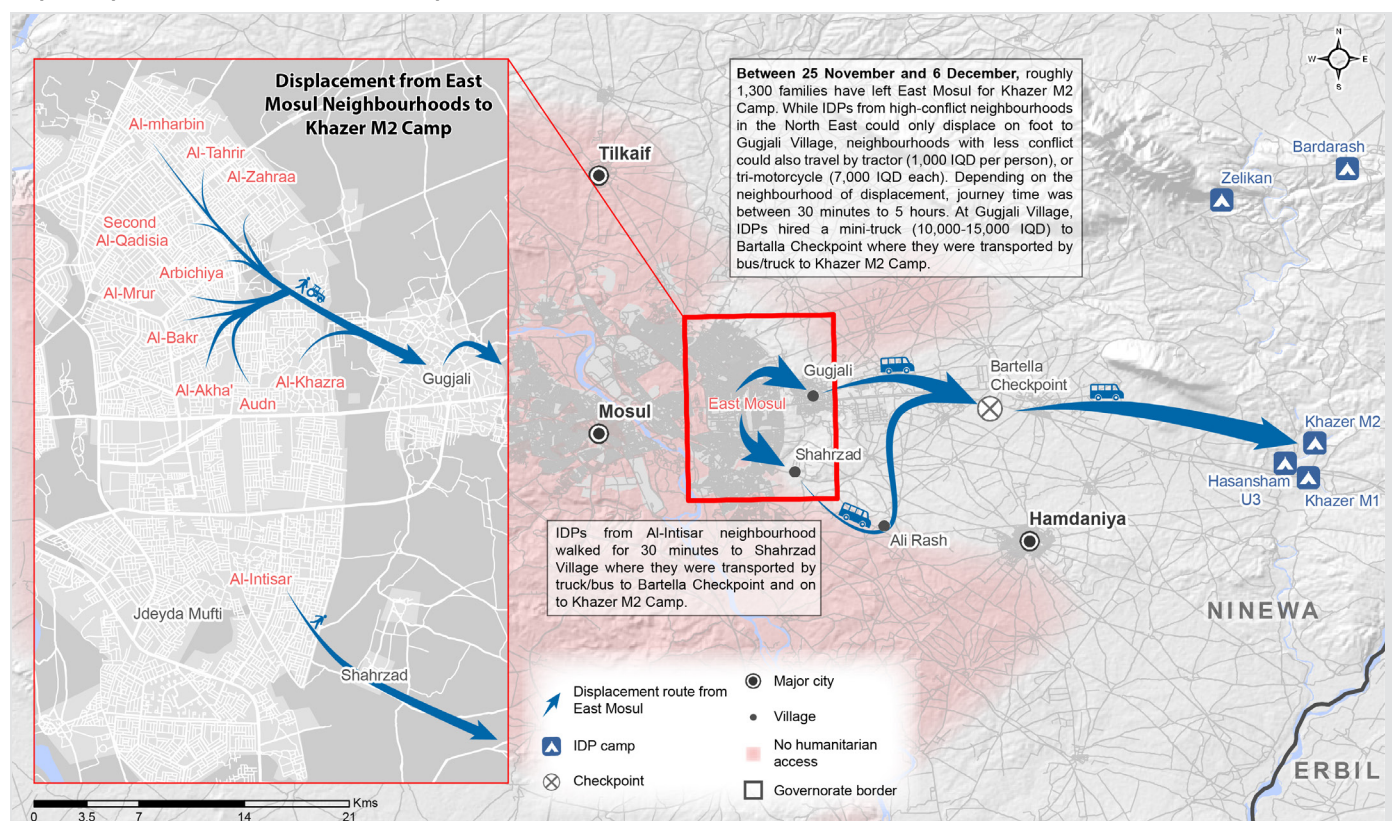 Displacement from East
Mosul Neighbourhoods to
Khazer M2 Camp
Al-mharbin
Al-Tahrir
Al-Zahraa
Second
Al-Qadisia
Arbichiya
Al-Mrur
Al-Bakr
Al-Akha'
Audn
Al-Khazra
Gugjali
Al-Intisar
Jdeyda Mufti
Shahrzad
Between 25 November and 6 December, roughly
1,300 families have left East Mosul for Khazer M2
Camp. While IDPs from high-conflict neighbourhoods
in the North East could only displace on foot to
Gugjali Village, neighbourhoods with less conflict
could also travel by tractor (1,000 IQD per person), or
tri-motorcycle (7,000 IQD each). Depending on the
neighbourhood of displacement, journey time was
between 30 minutes to 5 hours. At Gugjali Village,
IDPs hired a mini-truck (10,000-15,000 IQD) to
Bartalla Checkpoint where they were transported by
bus/truck to Khazer M2 Camp.
N
W
E
S
Tilkaif
Bardarash
Zelikan
Mosul
East Mosul
Gugjali
Shahrzad
Bartella
Checkpoint
Ali Rash
Khazer M2
Hasansham
U3
Khazer M1
Hamdaniya
NINEWA
ERBIL
IDPs from Al-Intisar neighbourhood
walked for 30 minutes to Shahrzad
Village where they were transported by
truck/bus to Bartella Checkpoint and on
to Khazer M2 Camp.
Displacement route from
East Mosul
IDP camp
Checkpoint
Major city
Village
No humanitarian
access
Governorate border
Kms
0 3.5 7 14 21